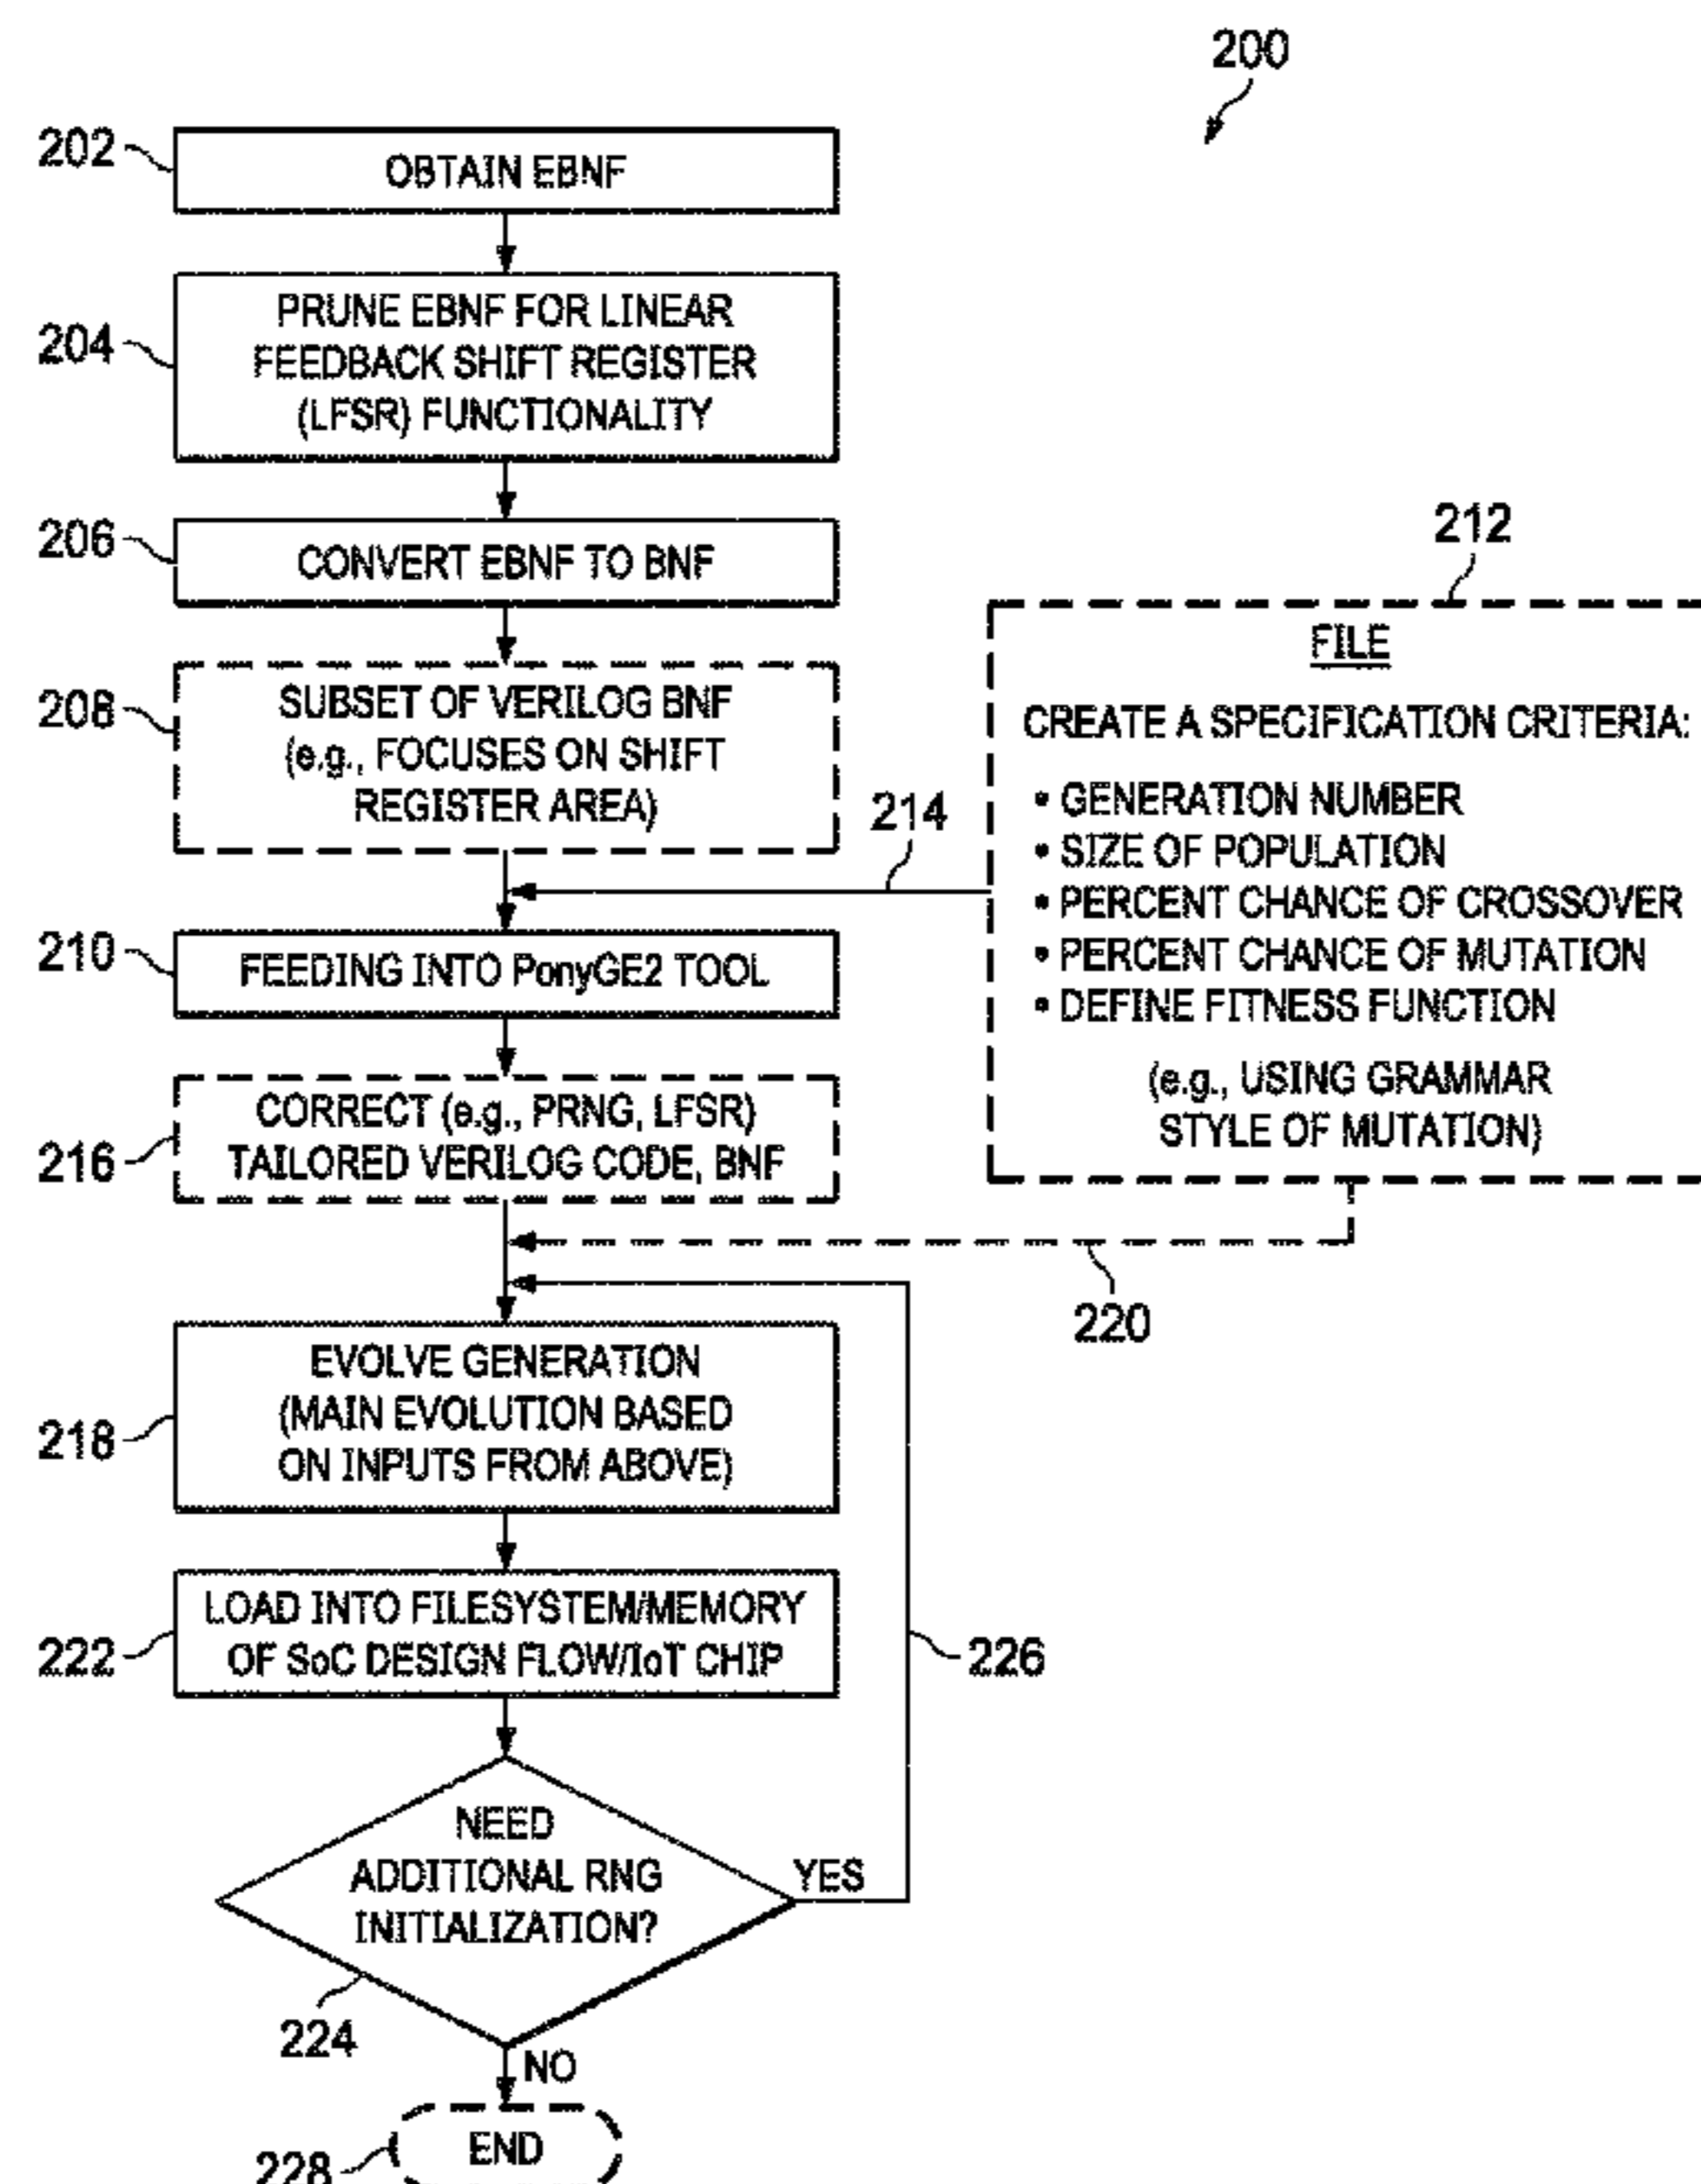 200
202
OBTAIN EBNF
204
PRUNE EBNF FOR LINEAR
FEEDBACK SHIFT REGISTER
(LFSR) FUNCTIONALITY
206
CONVERT EBNF TO BNF
208
SUBSET OF VERILOG BNF
(e.g., FOCUSES ON SHIFT
REGISTER AREA)
212
FILE
CREATE A SPECIFICATION CRITERIA:
• GENERATION NUMBER
• SIZE OF POPULATION
• PERCENT CHANCE OF CROSSOVER
• PERCENT CHANCE OF MUTATION
• DEFINE FITNESS FUNCTION
(e.g., USING GRAMMAR
STYLE OF MUTATION)
214
210
FEEDING INTO PonyGE2 TOOL
216
CORRECT (e.g., PRNG, LFSR)
TAILORED VERILOG CODE, BNF
220
218
EVOLVE GENERATION
(MAIN EVOLUTION BASED
ON INPUTS FROM ABOVE)
222
LOAD INTO FILESYSTEM/MEMORY
OF SoC DESIGN FLOW/IoT CHIP
226
NEED
ADDITIONAL RNG
INITIALIZATION?
YES
224
NO
228
END